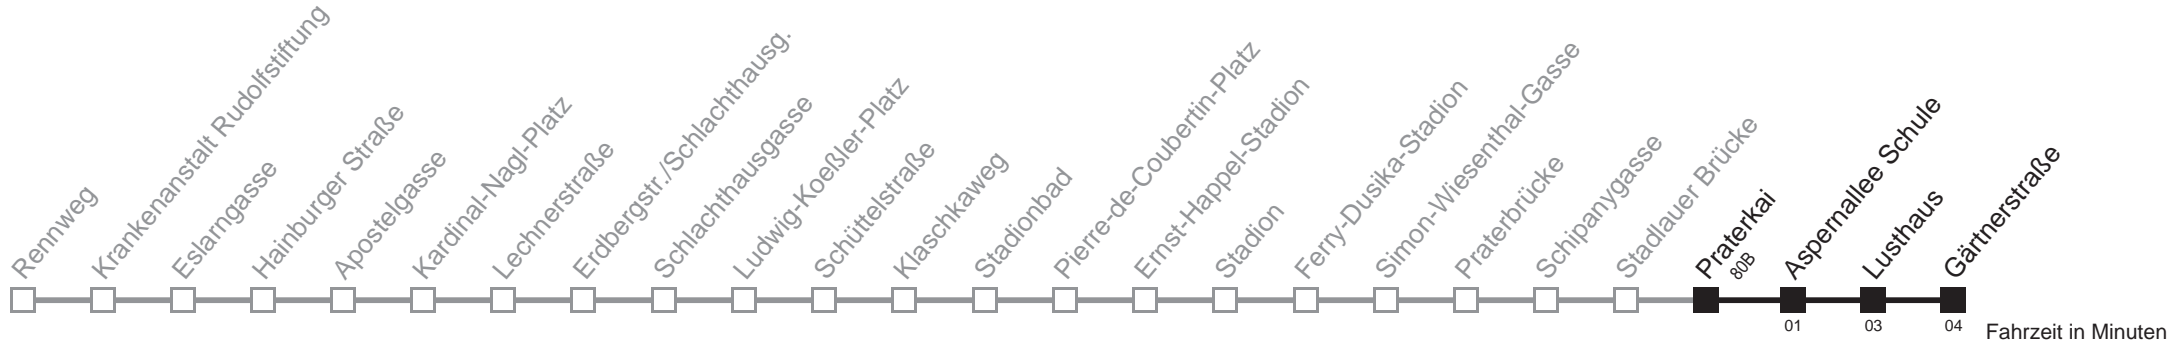 Rennweg
Krankenanstalt Rudolfstiftung
Eslarngasse
Hainburger Straße
Apostelgasse
Kardinal-Nagl-Platz
Lechnerstraße
Erdbergstr./Schlachthausg.
Schlachthausgasse
Ludwig-Koeßler-Platz
Schüttelstraße
Klaschkaweg
Stadionbad
Pierre-de-Coubertin-Platz
Ernst-Happel-Stadion
Stadion
Ferry-Dusika-Stadion
Simon-Wiesenthal-Gasse
Praterbrücke
Schipanygasse
Stadlauer Brücke
Praterkai
80B
Aspernallee Schule
Lusthaus
Gärtnerstraße
01
03
04
Fahrzeit in Minuten